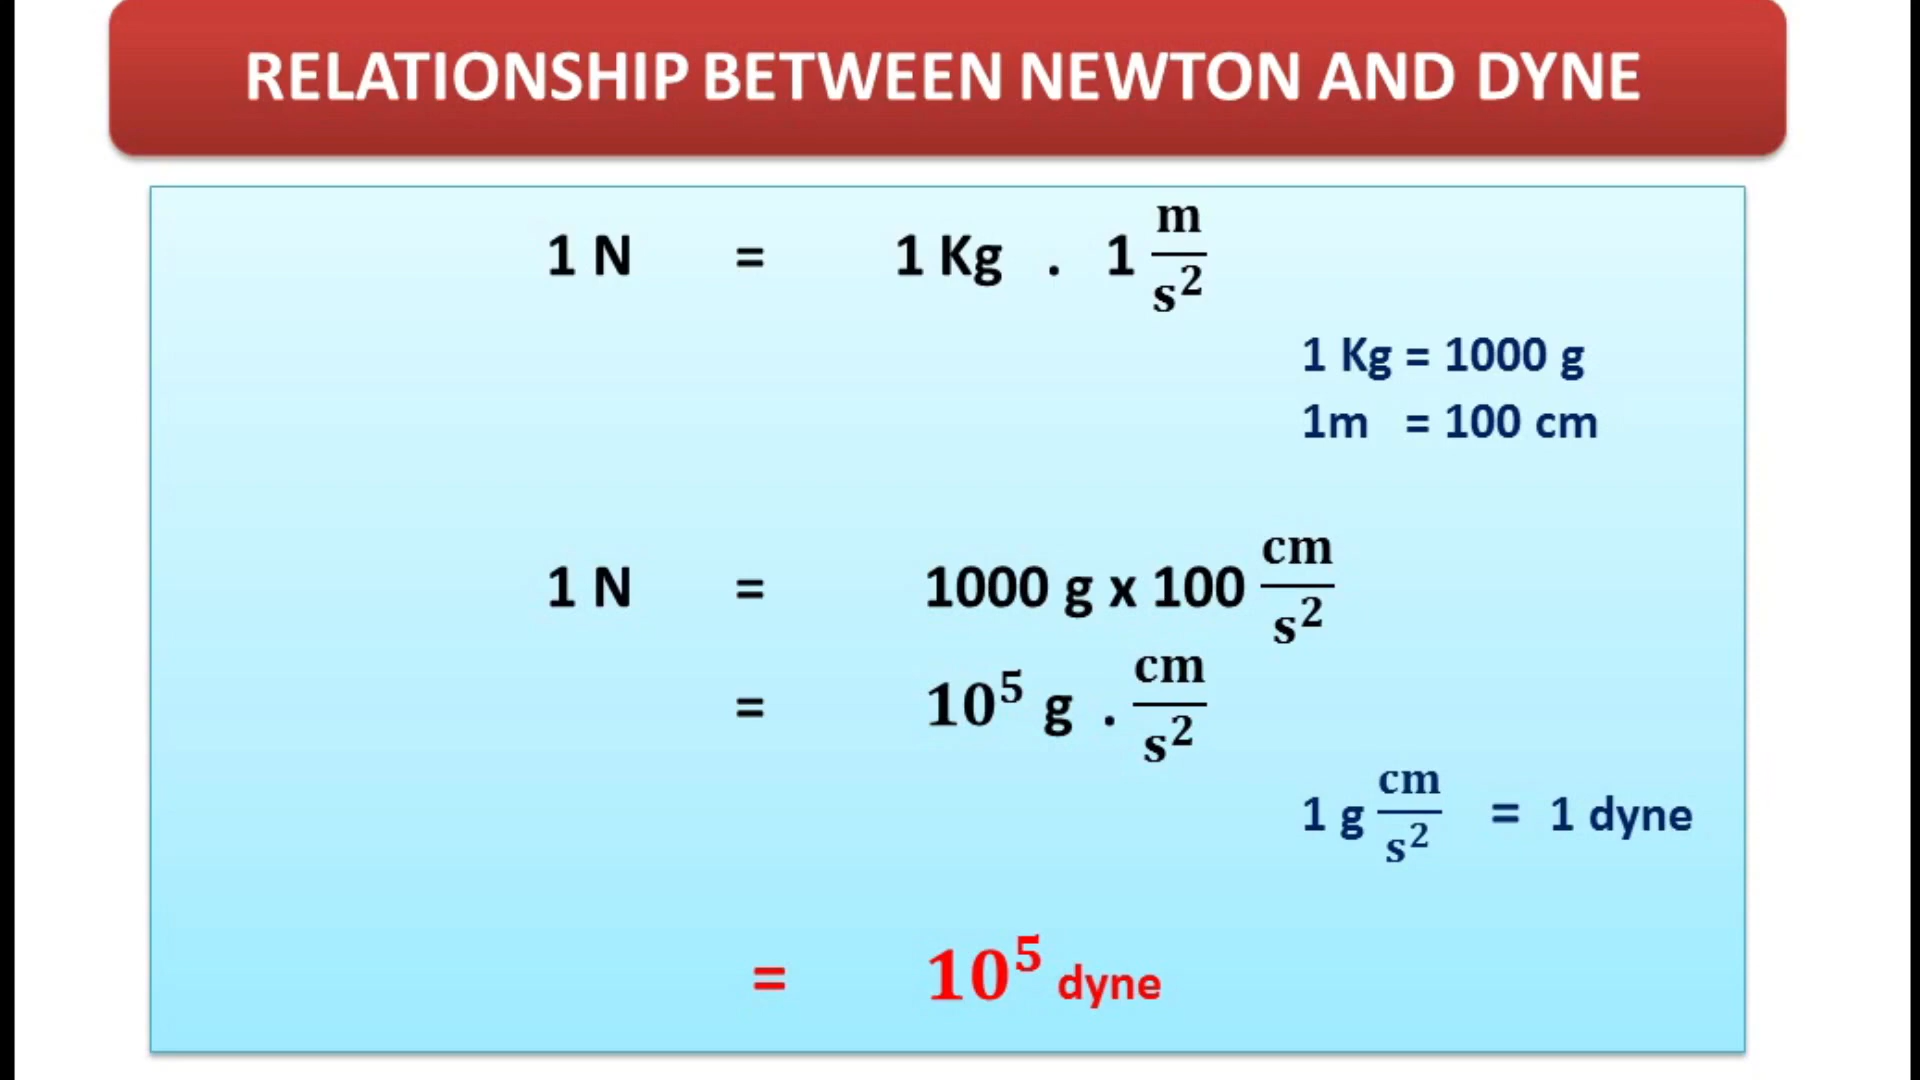 RELATIONSHIP BETWEEN NEWTON AND DYNE
1 N = 1 Kg . 1 m/s²
1 Kg = 1000 g
1m = 100 cm
1 N = 1000 g x 100 cm/s²
= 10⁵ g . cm/s²
1 g cm/s² = 1 dyne
= 10⁵ dyne